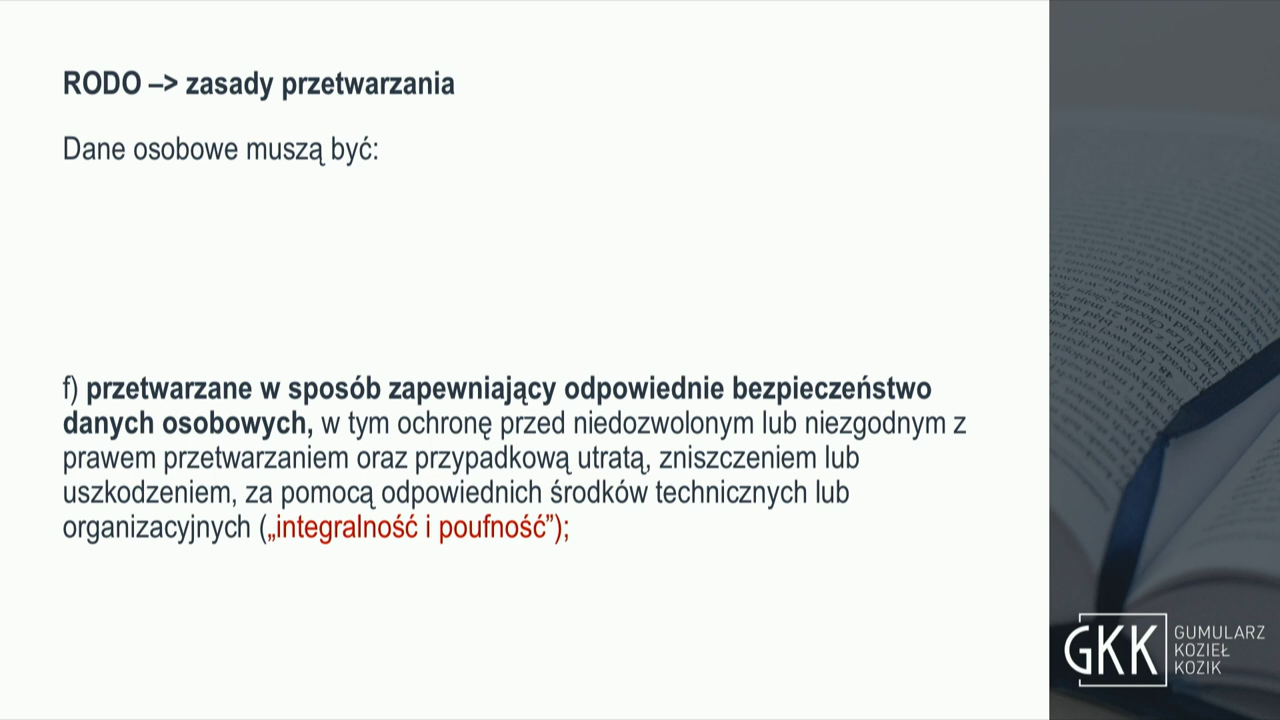 RODO –> zasady przetwarzania
Dane osobowe muszą być:
f) przetwarzane w sposób zapewniający odpowiednie bezpieczeństwo
danych osobowych, w tym ochronę przed niedozwolonym lub niezgodnym z
prawem przetwarzaniem oraz przypadkową utratą, zniszczeniem lub
uszkodzeniem, za pomocą odpowiednich środków technicznych lub
organizacyjnych („integralność i poufność”);
GKK
GUMULARZ
KOZIEŁ
KOZIK